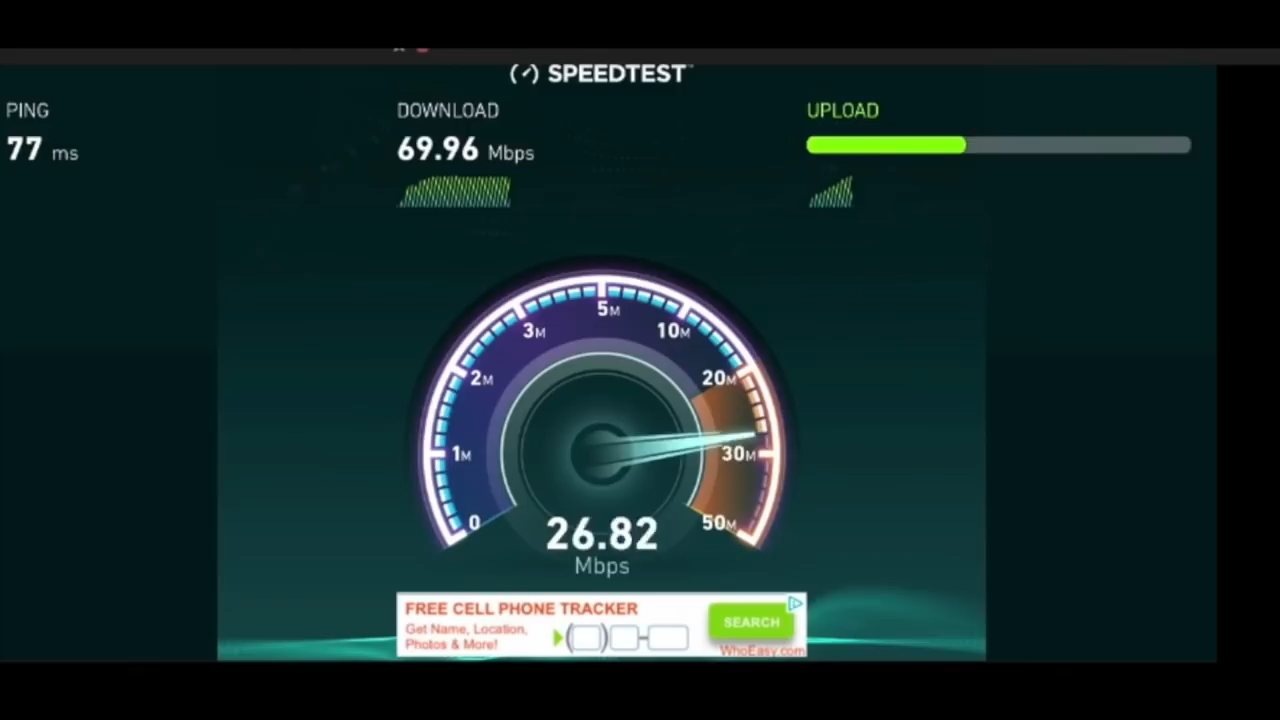 SPEEDTEST™
PING
77 ms
DOWNLOAD
69.96 Mbps
UPLOAD
5M
3M
10M
2M
20M
1M
30M
0
50M
26.82
Mbps
FREE CELL PHONE TRACKER
Get Name, Location,
Photos & More!
SEARCH
WhoEasy.com